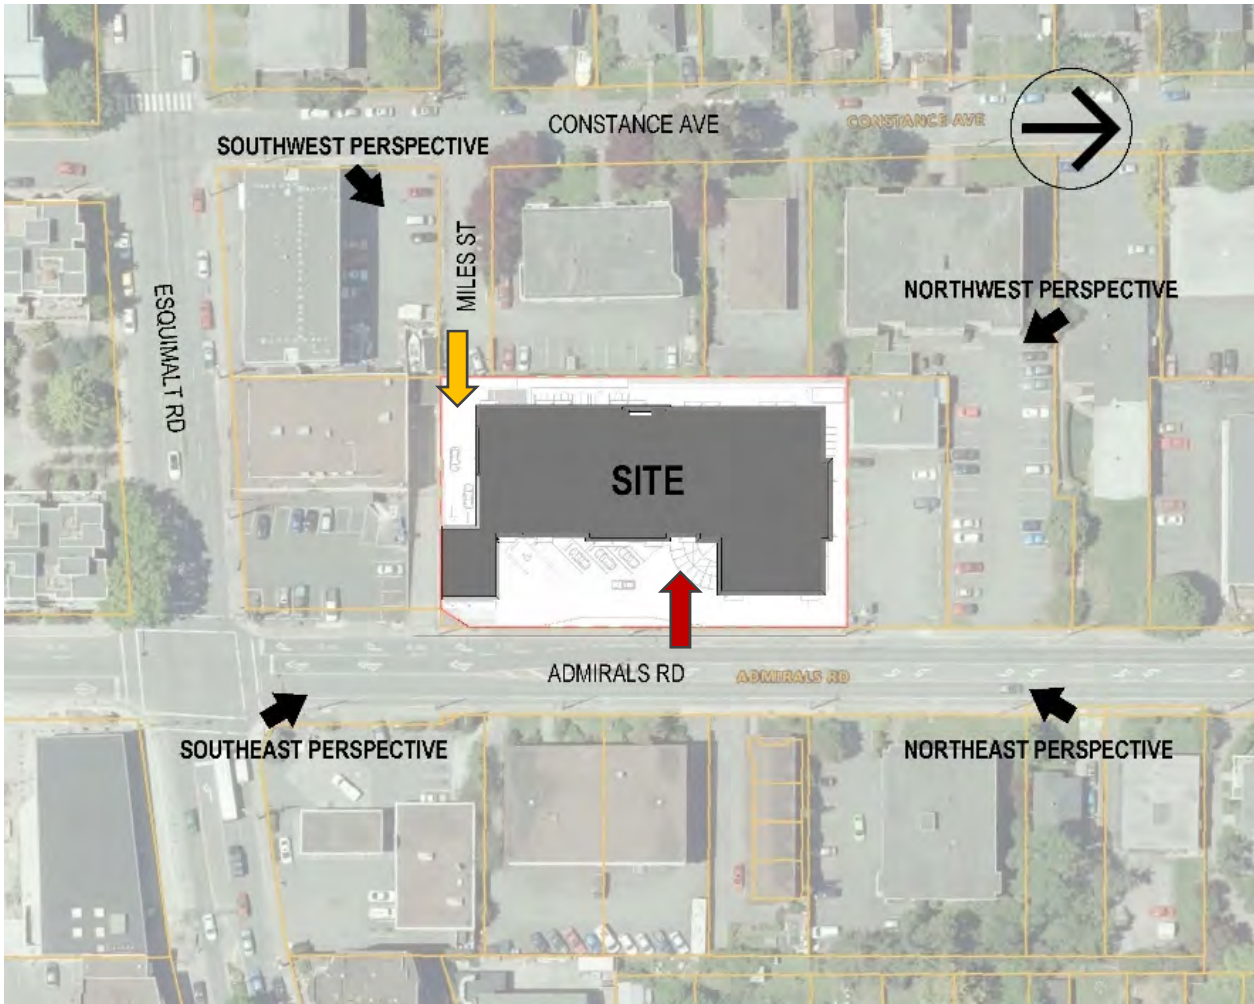 CONSTANCE AVE
CONSTANCE AVE
SOUTHWEST PERSPECTIVE
MILES ST
NORTHWEST PERSPECTIVE
ESQUIMALT RD
SITE
ADMIRALS RD
ADMIRALS RD
SOUTHEAST PERSPECTIVE
NORTHEAST PERSPECTIVE